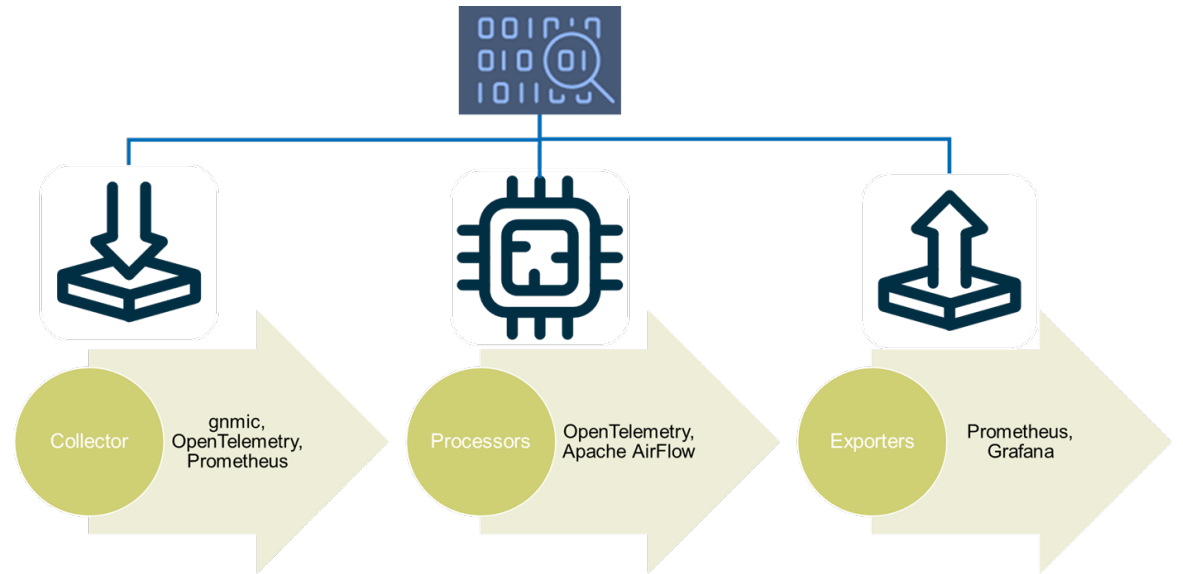 Collector
gnmic,
OpenTelemetry,
Prometheus
Processors
OpenTelemetry,
Apache AirFlow
Exporters
Prometheus,
Grafana